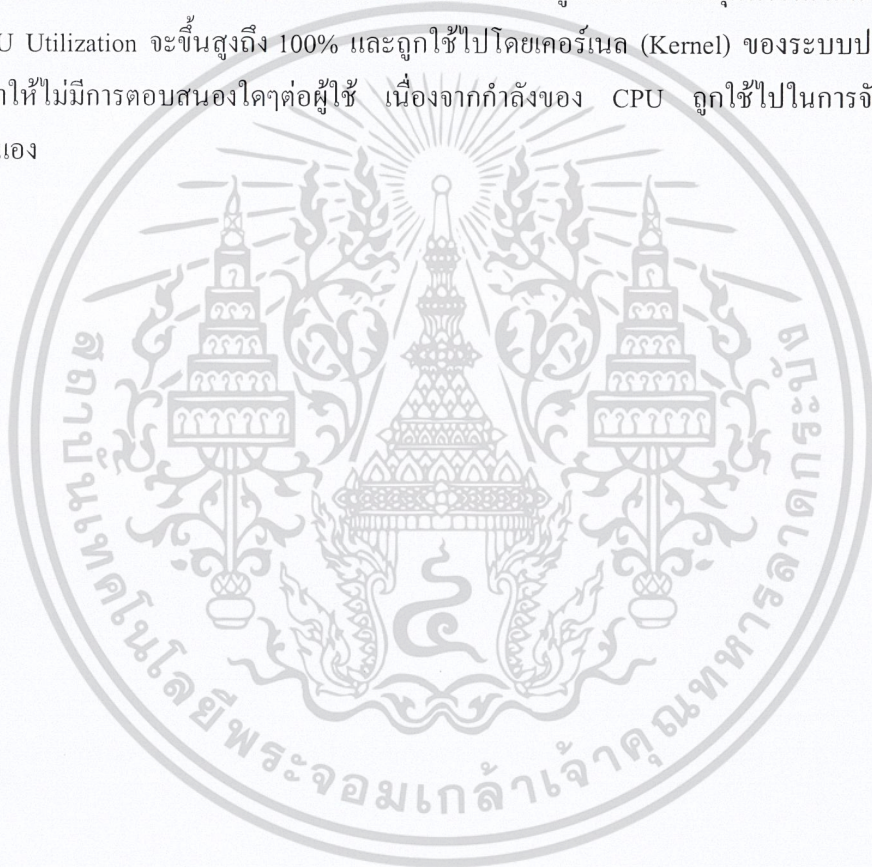 U Utilization จะขึ้นสูงถึง 100% และถูกใช้ไปโดยเคอร์เนล (Kernel) ของระบบป
าให้ไม่มีการตอบสนองใดๆต่อผู้ใช้ เนื่องจากกำลังของ CPU ถูกใช้ไปในการจั
นเอง
สถาบันเทคโนโลยีพระจอมเกล้าเจ้าคุณทหารลาดกระบัง